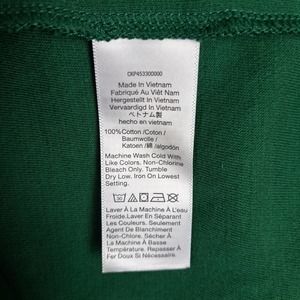 CKP453300000
Made In Vietnam
Fabriqué Au Viêt Nam
Hergestellt In Vietnam
Vervaardigd In Vietnam
ベトナム製
hecho en vietnam
100%Cotton /Coton /
Baumwolle /
Katoen /綿 /algodón
Machine Wash Cold With
Like Colors. Non-Chlorine
Bleach Only. Tumble
Dry Low. Iron On Lowest
Setting.
Laver À La Machine À L'eau
Froide.Laver En Séparant
Les Couleurs. Seulement
Agent De Blanchiment
Non-Chlore. Sécher À
La Machine À Basse
Température. Repasser À
Fer Doux Si Nécessaire.